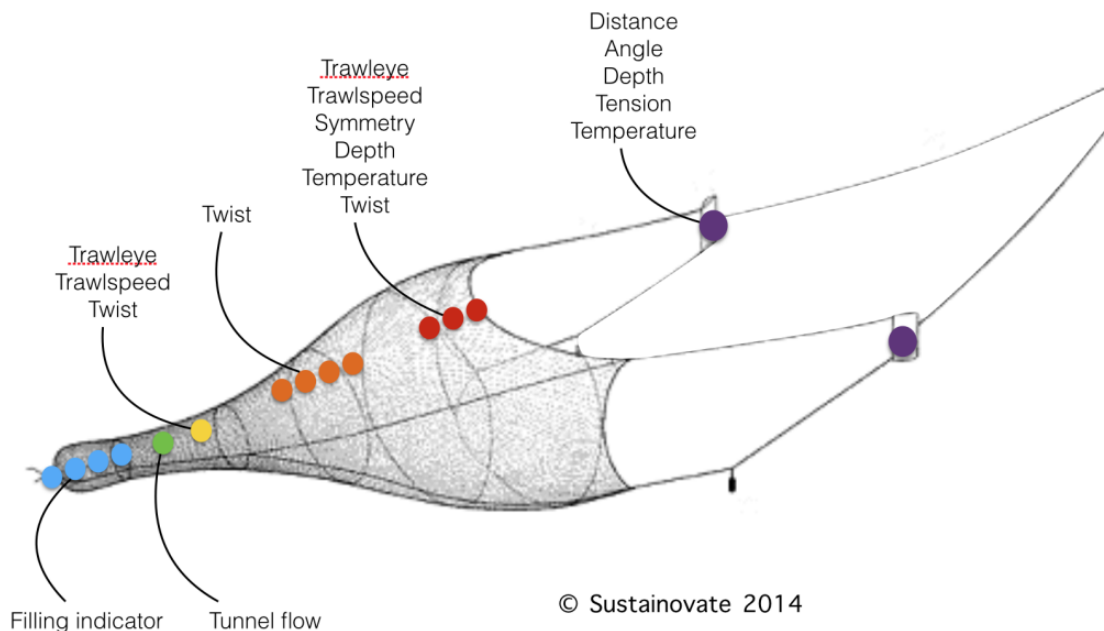 Distance
Angle
Depth
Tension
Temperature
Trawleye
Trawlspeed
Symmetry
Depth
Temperature
Twist
Twist
Trawleye
Trawlspeed
Twist
Filling indicator
Tunnel flow
© Sustainovate 2014